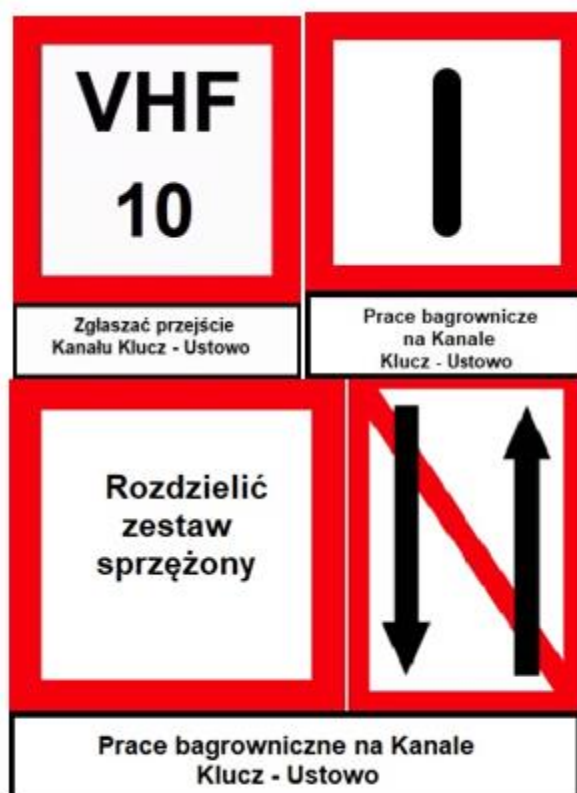 VHF
10
Zgłaszać przejście
Kanału Klucz - Ustowo
Prace bagrownicze
na Kanale
Klucz - Ustowo
Rozdzielić
zestaw
sprzężony
Prace bagrowniczne na Kanale
Klucz - Ustowo